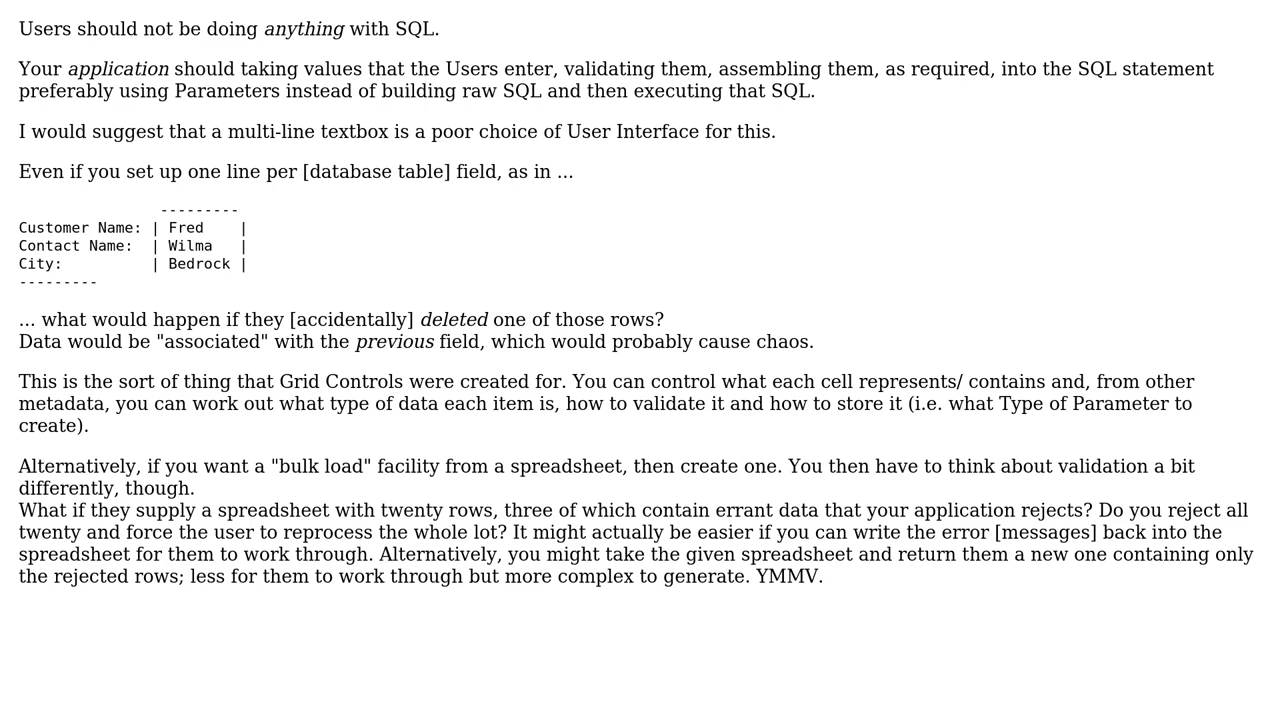 Users should not be doing anything with SQL.
Your application should taking values that the Users enter, validating them, assembling them, as required, into the SQL statement
preferably using Parameters instead of building raw SQL and then executing that SQL.
I would suggest that a multi-line textbox is a poor choice of User Interface for this.
Even if you set up one line per [database table] field, as in ...
                ---------
Customer Name: | Fred    |
Contact Name:  | Wilma   |
City:          | Bedrock |
---------
... what would happen if they [accidentally] deleted one of those rows?
Data would be "associated" with the previous field, which would probably cause chaos.
This is the sort of thing that Grid Controls were created for. You can control what each cell represents/ contains and, from other
metadata, you can work out what type of data each item is, how to validate it and how to store it (i.e. what Type of Parameter to
create).
Alternatively, if you want a "bulk load" facility from a spreadsheet, then create one. You then have to think about validation a bit
differently, though.
What if they supply a spreadsheet with twenty rows, three of which contain errant data that your application rejects? Do you reject all
twenty and force the user to reprocess the whole lot? It might actually be easier if you can write the error [messages] back into the
spreadsheet for them to work through. Alternatively, you might take the given spreadsheet and return them a new one containing only
the rejected rows; less for them to work through but more complex to generate. YMMV.